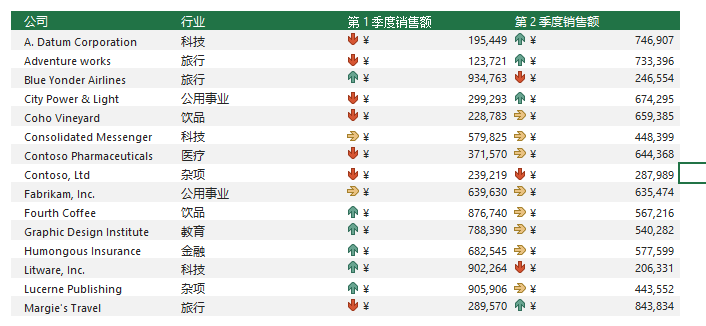 公司 行业 第 1 季度销售额 第 2 季度销售额
A. Datum Corporation 科技 ¥ 195,449 ¥ 746,907
Adventure works 旅行 ¥ 123,721 ¥ 733,396
Blue Yonder Airlines 旅行 ¥ 934,763 ¥ 246,554
City Power & Light 公用事业 ¥ 299,293 ¥ 674,295
Coho Vineyard 饮品 ¥ 228,783 ¥ 659,385
Consolidated Messenger 科技 ¥ 579,825 ¥ 448,399
Contoso Pharmaceuticals 医疗 ¥ 371,570 ¥ 644,368
Contoso, Ltd 杂项 ¥ 239,219 ¥ 287,989
Fabrikam, Inc. 公用事业 ¥ 639,630 ¥ 635,474
Fourth Coffee 饮品 ¥ 876,740 ¥ 567,216
Graphic Design Institute 教育 ¥ 788,390 ¥ 540,282
Humongous Insurance 金融 ¥ 682,545 ¥ 577,599
Litware, Inc. 科技 ¥ 902,264 ¥ 206,331
Lucerne Publishing 杂项 ¥ 905,906 ¥ 443,552
Margie's Travel 旅行 ¥ 289,570 ¥ 843,834